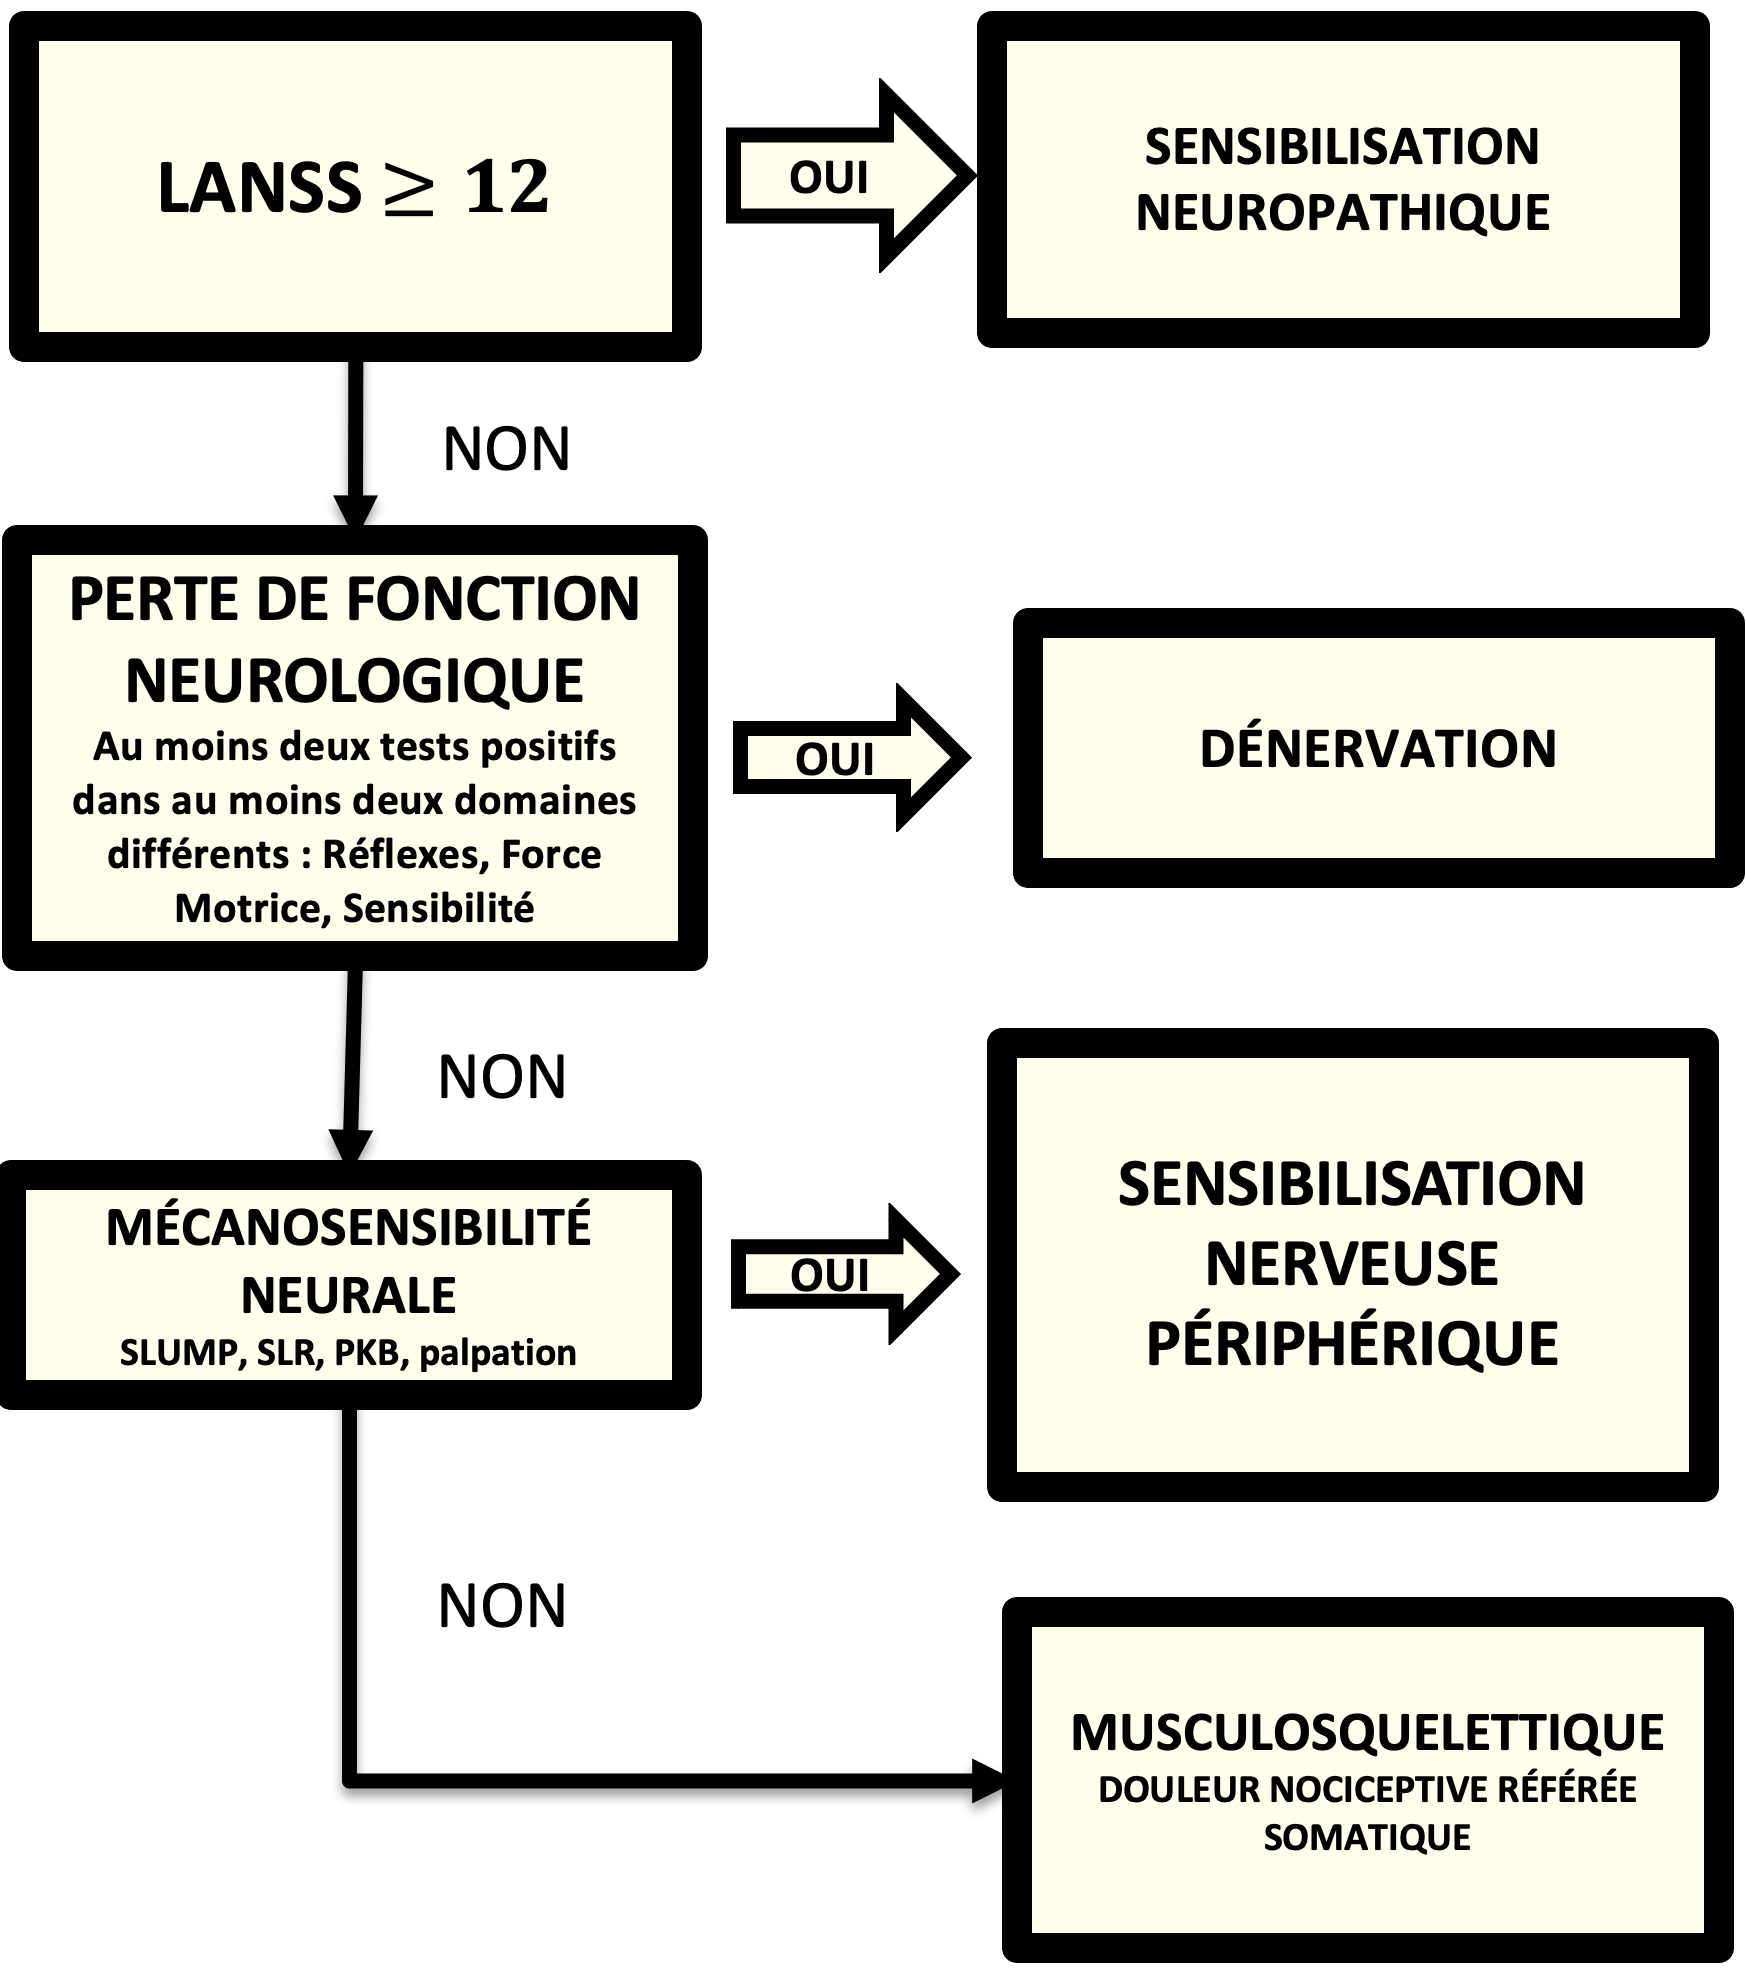 LANSS ≥ 12
OUI
SENSIBILISATION
NEUROPATHIQUE
NON
PERTE DE FONCTION
NEUROLOGIQUE
Au moins deux tests positifs
dans au moins deux domaines
différents : Réflexes, Force
Motrice, Sensibilité
OUI
DÉNERVATION
NON
MÉCANOSENSIBILITÉ
NEURALE
SLUMP, SLR, PKB, palpation
OUI
SENSIBILISATION
NERVEUSE
PÉRIPHÉRIQUE
NON
MUSCULOSQUELETTIQUE
DOULEUR NOCICEPTIVE RÉFÉRÉE
SOMATIQUE